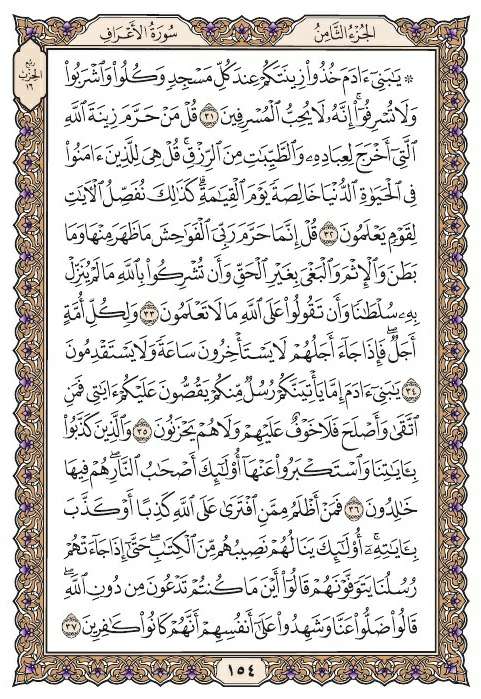 الجزء الثامن
سورة الأعراف
ربع
الحزب
١٦
۞ يَـٰبَنِىٓ ءَادَمَ خُذُوا۟ زِينَتَكُمْ عِندَ كُلِّ مَسْجِدٍ وَكُلُوا۟ وَٱشْرَبُوا۟
وَلَا تُسْرِفُوٓا۟ ۚ إِنَّهُۥ لَا يُحِبُّ ٱلْمُسْرِفِينَ ٣١ قُلْ مَنْ حَرَّمَ زِينَةَ ٱللَّهِ
ٱلَّتِىٓ أَخْرَجَ لِعِبَادِهِۦ وَٱلطَّيِّبَـٰتِ مِنَ ٱلرِّزْقِ ۚ قُلْ هِىَ لِلَّذِينَ ءَامَنُوا۟
فِى ٱلْحَيَوٰةِ ٱلدُّنْيَا خَالِصَةً يَوْمَ ٱلْقِيَـٰمَةِ ۗ كَذَٰلِكَ نُفَصِّلُ ٱلْـَٔايَـٰتِ
لِقَوْمٍ يَعْلَمُونَ ٣٢ قُلْ إِنَّمَا حَرَّمَ رَبِّىَ ٱلْفَوَٰحِشَ مَا ظَهَرَ مِنْهَا وَمَا
بَطَنَ وَٱلْإِثْمَ وَٱلْبَغْىَ بِغَيْرِ ٱلْحَقِّ وَأَن تُشْرِكُوا۟ بِٱللَّهِ مَا لَمْ يُنَزِّلْ
بِهِۦ سُلْطَـٰنًا وَأَن تَقُولُوا۟ عَلَى ٱللَّهِ مَا لَا تَعْلَمُونَ ٣٣ وَلِكُلِّ أُمَّةٍ
أَجَلٌ ۖ فَإِذَا جَآءَ أَجَلُهُمْ لَا يَسْتَأْخِرُونَ سَاعَةً ۖ وَلَا يَسْتَقْدِمُونَ
٣٤ يَـٰبَنِىٓ ءَادَمَ إِمَّا يَأْتِيَنَّكُمْ رُسُلٌ مِّنكُمْ يَقُصُّونَ عَلَيْكُمْ ءَايَـٰتِى ۙ فَمَنِ
ٱتَّقَىٰ وَأَصْلَحَ فَلَا خَوْفٌ عَلَيْهِمْ وَلَا هُمْ يَحْزَنُونَ ٣٥ وَٱلَّذِينَ كَذَّبُوا۟
بِـَٔايَـٰتِنَا وَٱسْتَكْبَرُوا۟ عَنْهَآ أُو۟لَـٰٓئِكَ أَصْحَـٰبُ ٱلنَّارِ ۖ هُمْ فِيهَا
خَـٰلِدُونَ ٣٦ فَمَنْ أَظْلَمُ مِمَّنِ ٱفْتَرَىٰ عَلَى ٱللَّهِ كَذِبًا أَوْ كَذَّبَ
بِـَٔايَـٰتِهِۦٓ ۚ أُو۟لَـٰٓئِكَ يَنَالُهُمْ نَصِيبُهُم مِّنَ ٱلْكِتَـٰبِ ۖ حَتَّىٰٓ إِذَا جَآءَتْهُمْ
رُسُلُنَا يَتَوَفَّوْنَهُمْ قَالُوٓا۟ أَيْنَ مَا كُنتُمْ تَدْعُونَ مِن دُونِ ٱللَّهِ ۖ
قَالُوا۟ ضَلُّوا۟ عَنَّا وَشَهِدُوا۟ عَلَىٰٓ أَنفُسِهِمْ أَنَّهُمْ كَانُوا۟ كَـٰفِرِينَ ٣٧
١٥٤